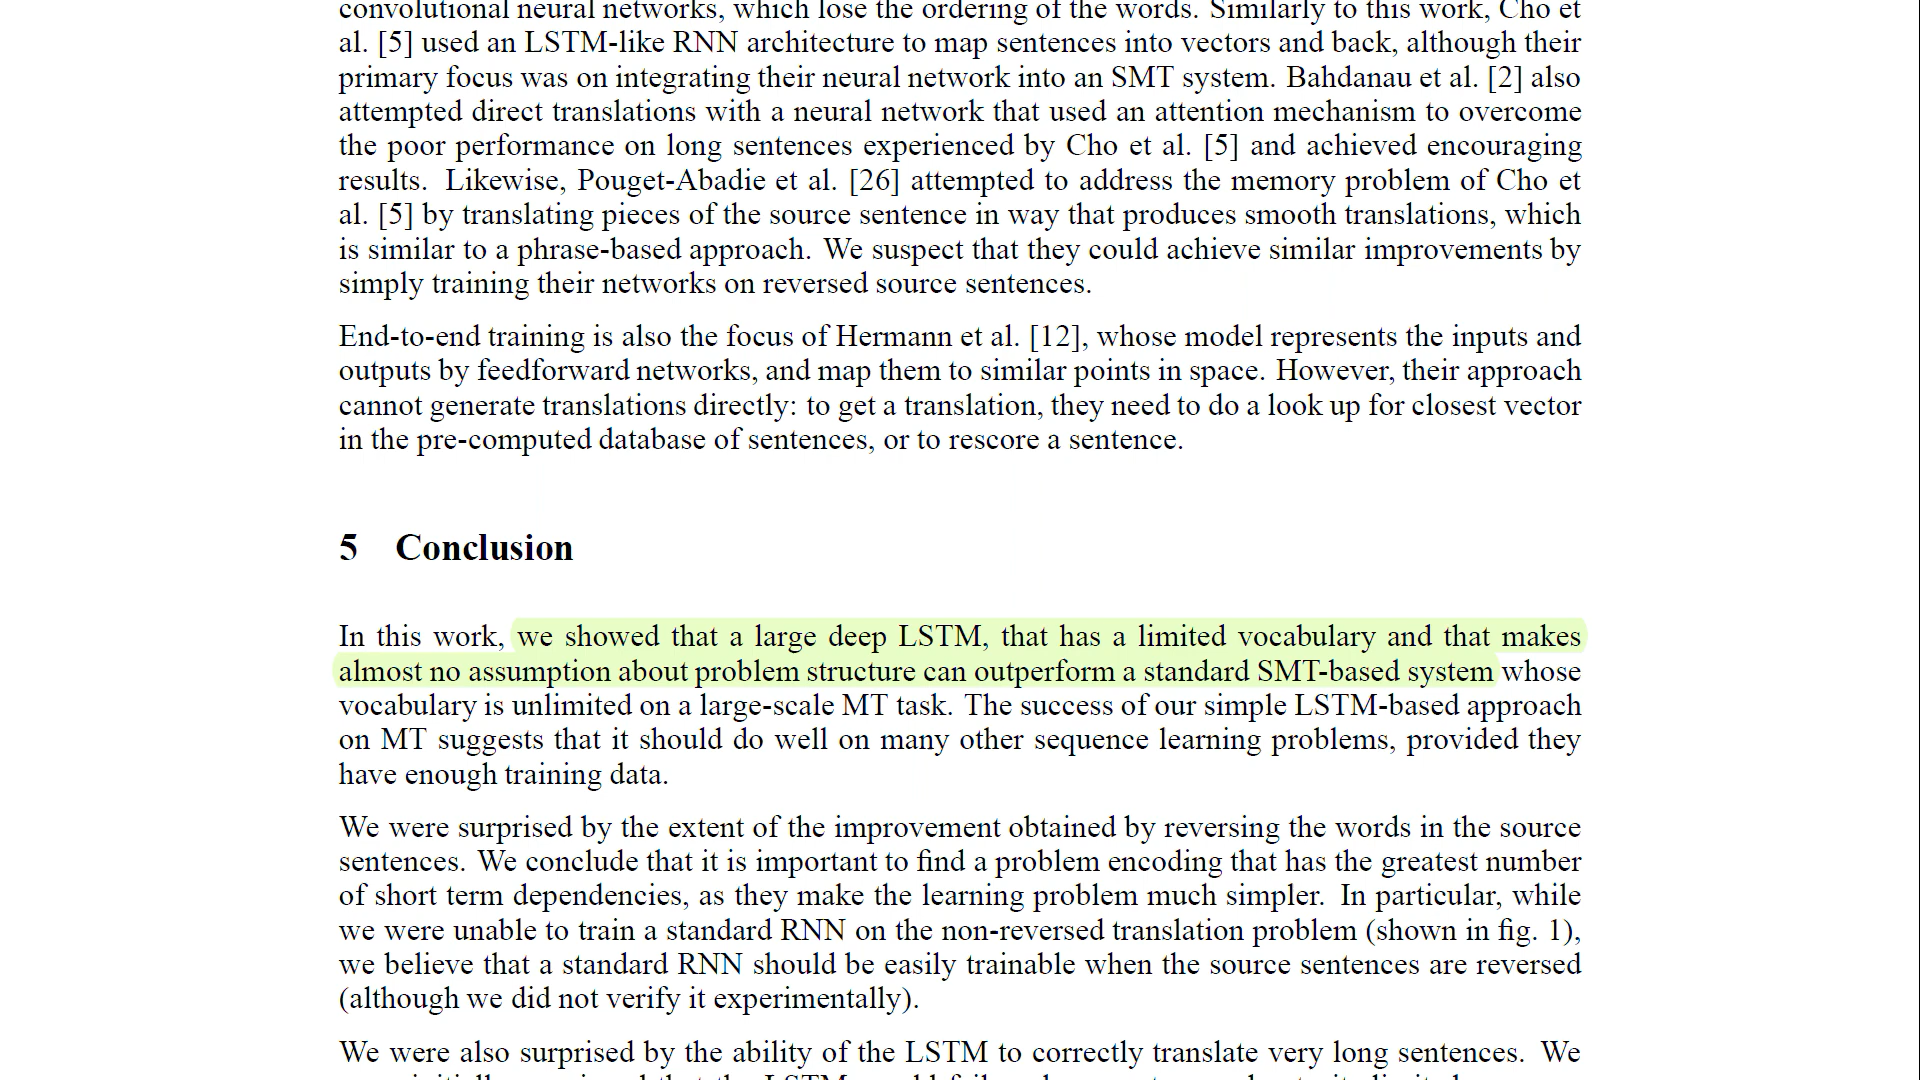 convolutional neural networks, which lose the ordering of the words. Similarly to this work, Cho et
al. [5] used an LSTM-like RNN architecture to map sentences into vectors and back, although their
primary focus was on integrating their neural network into an SMT system. Bahdanau et al. [2] also
attempted direct translations with a neural network that used an attention mechanism to overcome
the poor performance on long sentences experienced by Cho et al. [5] and achieved encouraging
results. Likewise, Pouget-Abadie et al. [26] attempted to address the memory problem of Cho et
al. [5] by translating pieces of the source sentence in way that produces smooth translations, which
is similar to a phrase-based approach. We suspect that they could achieve similar improvements by
simply training their networks on reversed source sentences.
End-to-end training is also the focus of Hermann et al. [12], whose model represents the inputs and
outputs by feedforward networks, and map them to similar points in space. However, their approach
cannot generate translations directly: to get a translation, they need to do a look up for closest vector
in the pre-computed database of sentences, or to rescore a sentence.
5 Conclusion
In this work, we showed that a large deep LSTM, that has a limited vocabulary and that makes
almost no assumption about problem structure can outperform a standard SMT-based system whose
vocabulary is unlimited on a large-scale MT task. The success of our simple LSTM-based approach
on MT suggests that it should do well on many other sequence learning problems, provided they
have enough training data.
We were surprised by the extent of the improvement obtained by reversing the words in the source
sentences. We conclude that it is important to find a problem encoding that has the greatest number
of short term dependencies, as they make the learning problem much simpler. In particular, while
we were unable to train a standard RNN on the non-reversed translation problem (shown in fig. 1),
we believe that a standard RNN should be easily trainable when the source sentences are reversed
(although we did not verify it experimentally).
We were also surprised by the ability of the LSTM to correctly translate very long sentences. We